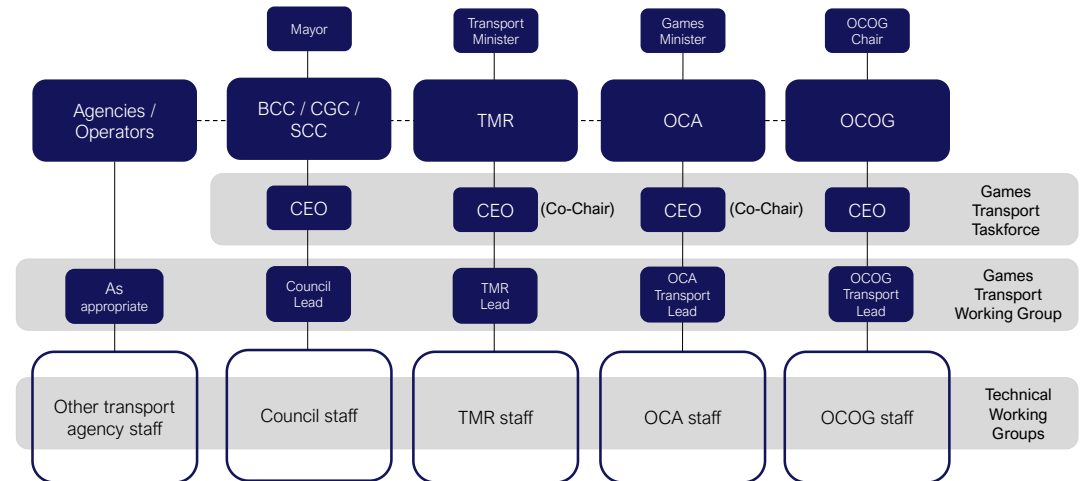 Mayor
Transport
Minister
Games
Minister
OCOG
Chair
Agencies /
Operators
BCC / CGC /
SCC
TMR
OCA
OCOG
CEO
CEO
(Co-Chair)
CEO
(Co-Chair)
CEO
Games
Transport
Taskforce
As
appropriate
Council
Lead
TMR
Lead
OCA
Transport
Lead
OCOG
Transport
Lead
Games
Transport
Working Group
Other transport
agency staff
Council staff
TMR staff
OCA staff
OCOG staff
Technical
Working
Groups